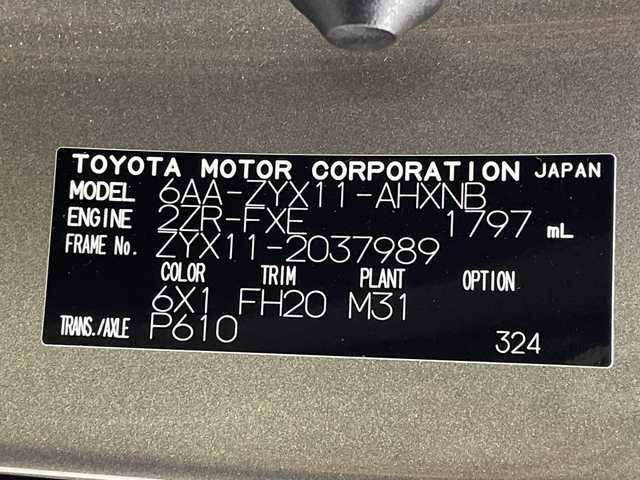 TOYOTA MOTOR CORPORATION JAPAN
MODEL 6AA-ZYX11-AHXNB
ENGINE 2ZR-FXE 1797 mL
FRAME No. ZYX11-2037989
COLOR TRIM PLANT OPTION
6X1 FH20 M31
TRANS./AXLE P610 324